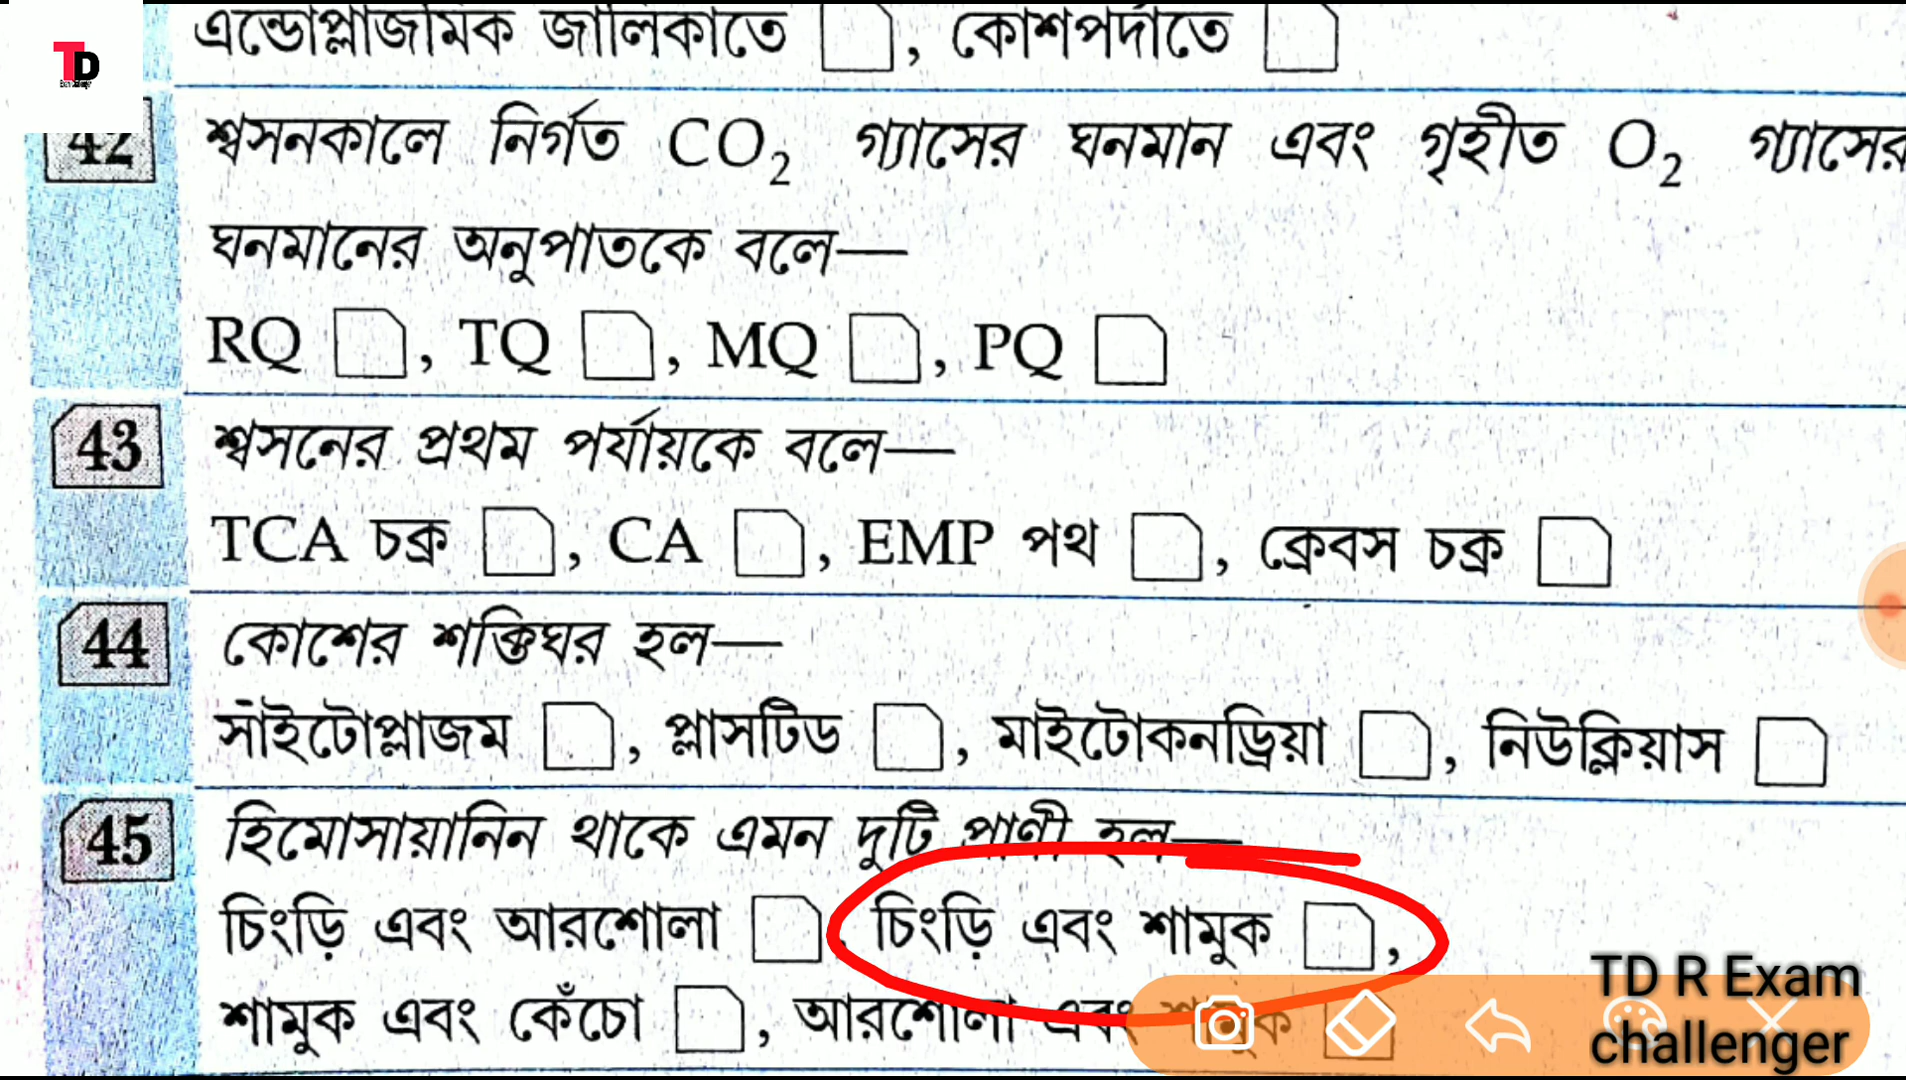 এন্ডোপ্লাজমিক জালিকাতে , কোশপর্দাতে
TD
42 শ্বসনকালে নির্গত CO₂ গ্যাসের ঘনমান এবং গৃহীত O₂ গ্যাসের
ঘনমানের অনুপাতকে বলে—
RQ , TQ , MQ , PQ
43 শ্বসনের প্রথম পর্যায়কে বলে—
TCA চক্র , CA , EMP পথ , ক্রেবস চক্র
44 কোশের শক্তিঘর হল—
সাইটোপ্লাজম , প্লাসটিড , মাইটোকনড্রিয়া , নিউক্লিয়াস
45 হিমোসায়ানিন থাকে এমন দুটি প্রাণী হল—
চিংড়ি এবং আরশোলা , চিংড়ি এবং শামুক ,
শামুক এবং কেঁচো , আরশোলা এবং শামুক
TD R Exam
challenger